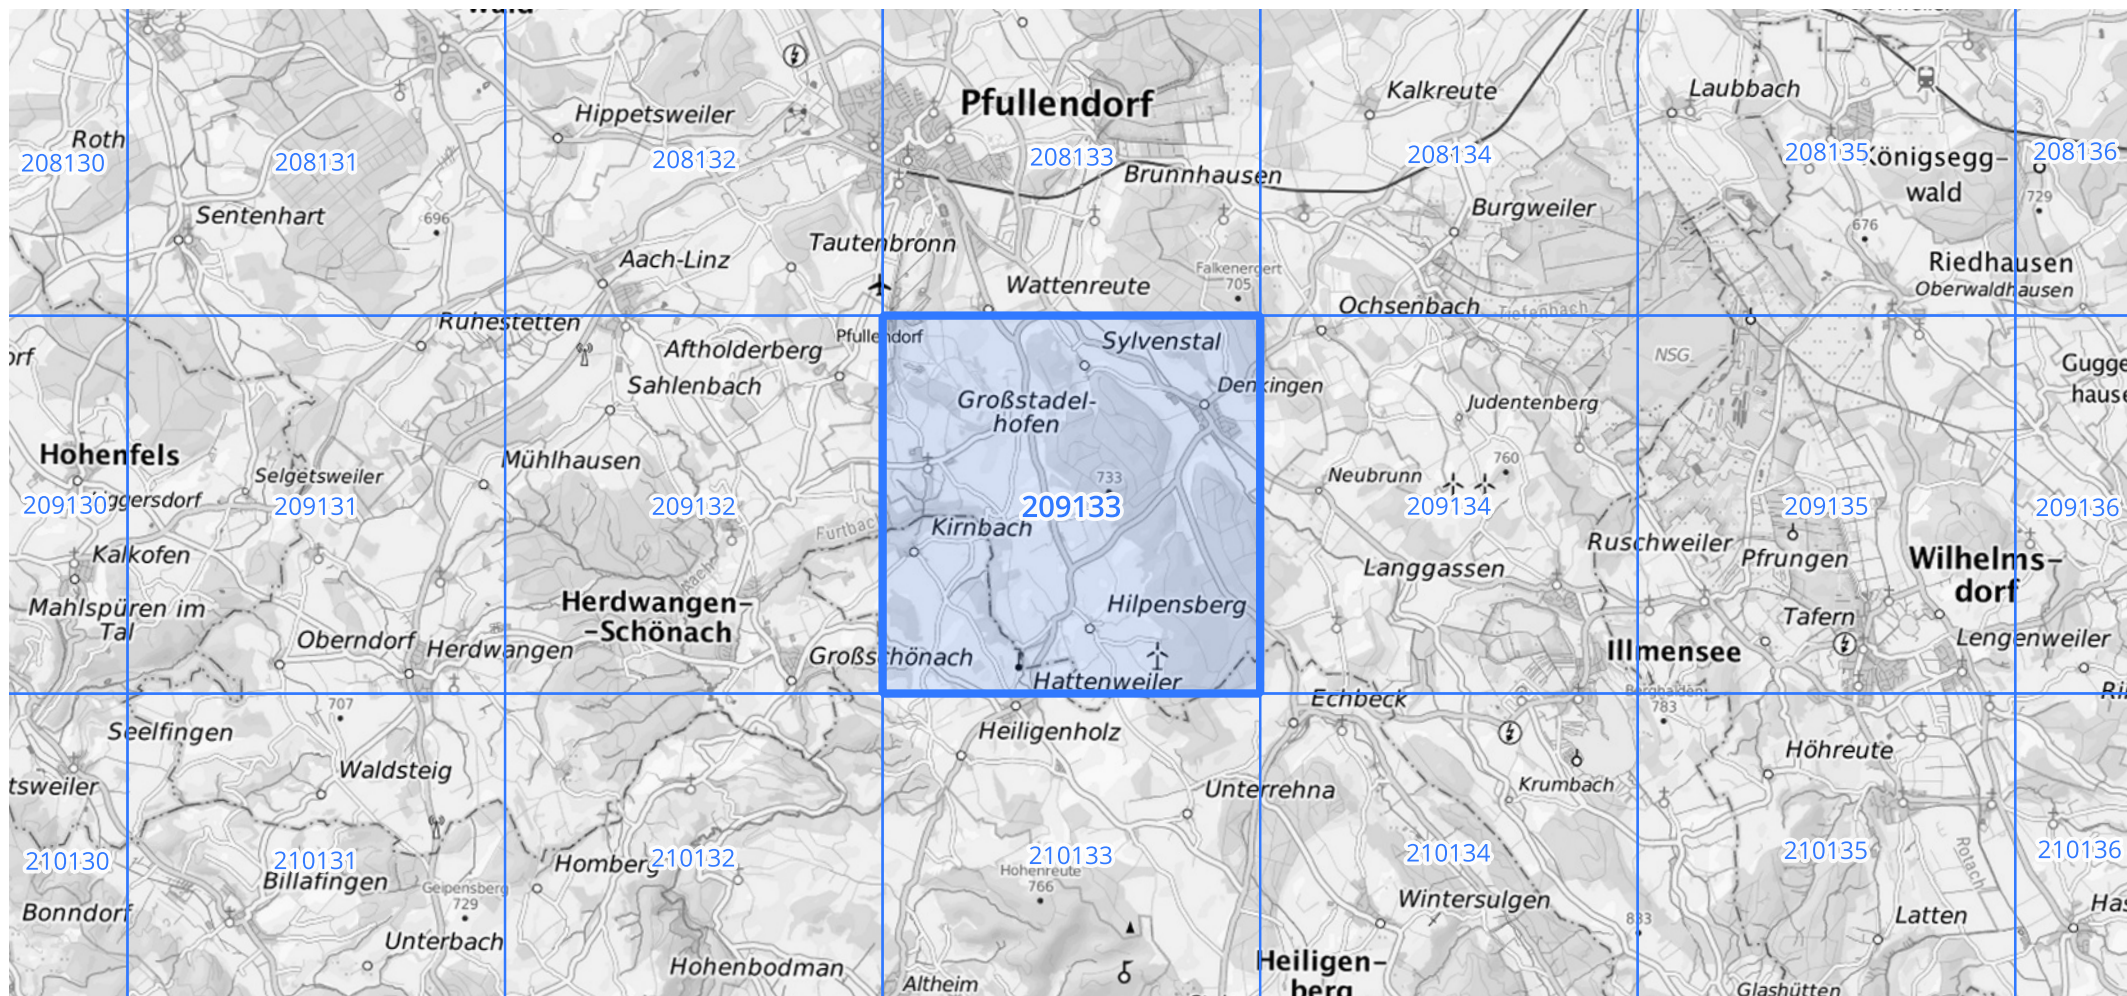 Pfullendorf
Kalkreute
Laubbach
Hippetsweiler
Roth
208130
208131
208132
208133
208134
208135
Königsegg-
wald
208136
Brunnhausen
729
Sentenhart
696
Burgweiler
676
Tautenbronn
Aach-Linz
Falkenergert
705
Riedhausen
Oberwaldhausen
Wattenreute
Ochsenbach
Tiefenbach
Ruhestetten
Pfullendorf
Aftholderberg
Sylvenstal
NSG
Sahlenbach
Denkingen
Großstadel-
hofen
Judentenberg
Hohenfels
Mühlhausen
Selgetsweiler
733
Neubrunn
760
209130
209131
209132
209133
209134
209135
209136
Furtbach
Kirnbach
Kalkofen
Ruschweiler
Pfrungen
Wilhelms-
dorf
Langgassen
Mahlspüren im
Tal
Herdwangen-
-Schönach
Hilpensberg
Tafern
Oberndorf
Herdwangen
Großschönach
Illmensee
Lengenweiler
Hattenweiler
Echbeck
783
707
Seelfingen
Heiligenholz
Höhreute
Waldsteig
Krumbach
Unterrehna
210130
210131
210132
210133
210134
210135
210136
Homberg
Rotach
Billafingen
Hohenreute
766
Geipensberg
729
Bonndorf
Wintersulgen
Latten
Unterbach
Hohenbodman
Altheim
Heiligen-
berg
Glashütten